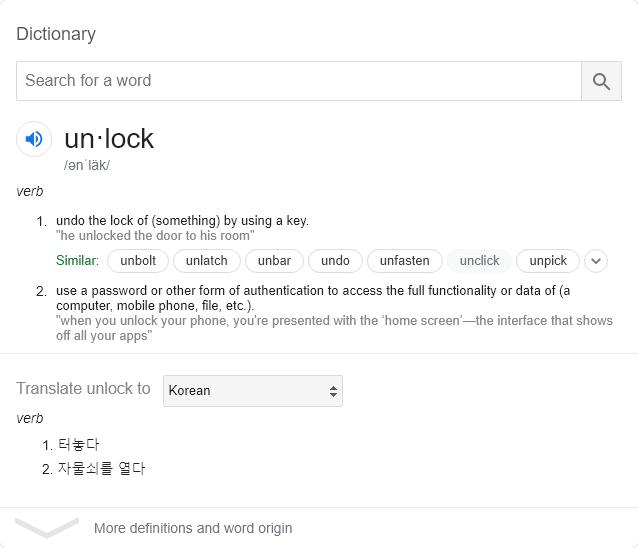 Dictionary
Search for a word
un·lock
/ənˈläk/
verb
1. undo the lock of (something) by using a key.
"he unlocked the door to his room"
Similar: unbolt unlatch unbar undo unfasten unclick unpick
2. use a password or other form of authentication to access the full functionality or data of (a
computer, mobile phone, file, etc.).
"when you unlock your phone, you're presented with the ‘home screen’—the interface that shows
off all your apps"
Translate unlock to Korean
verb
1. 터놓다
2. 자물쇠를 열다
More definitions and word origin